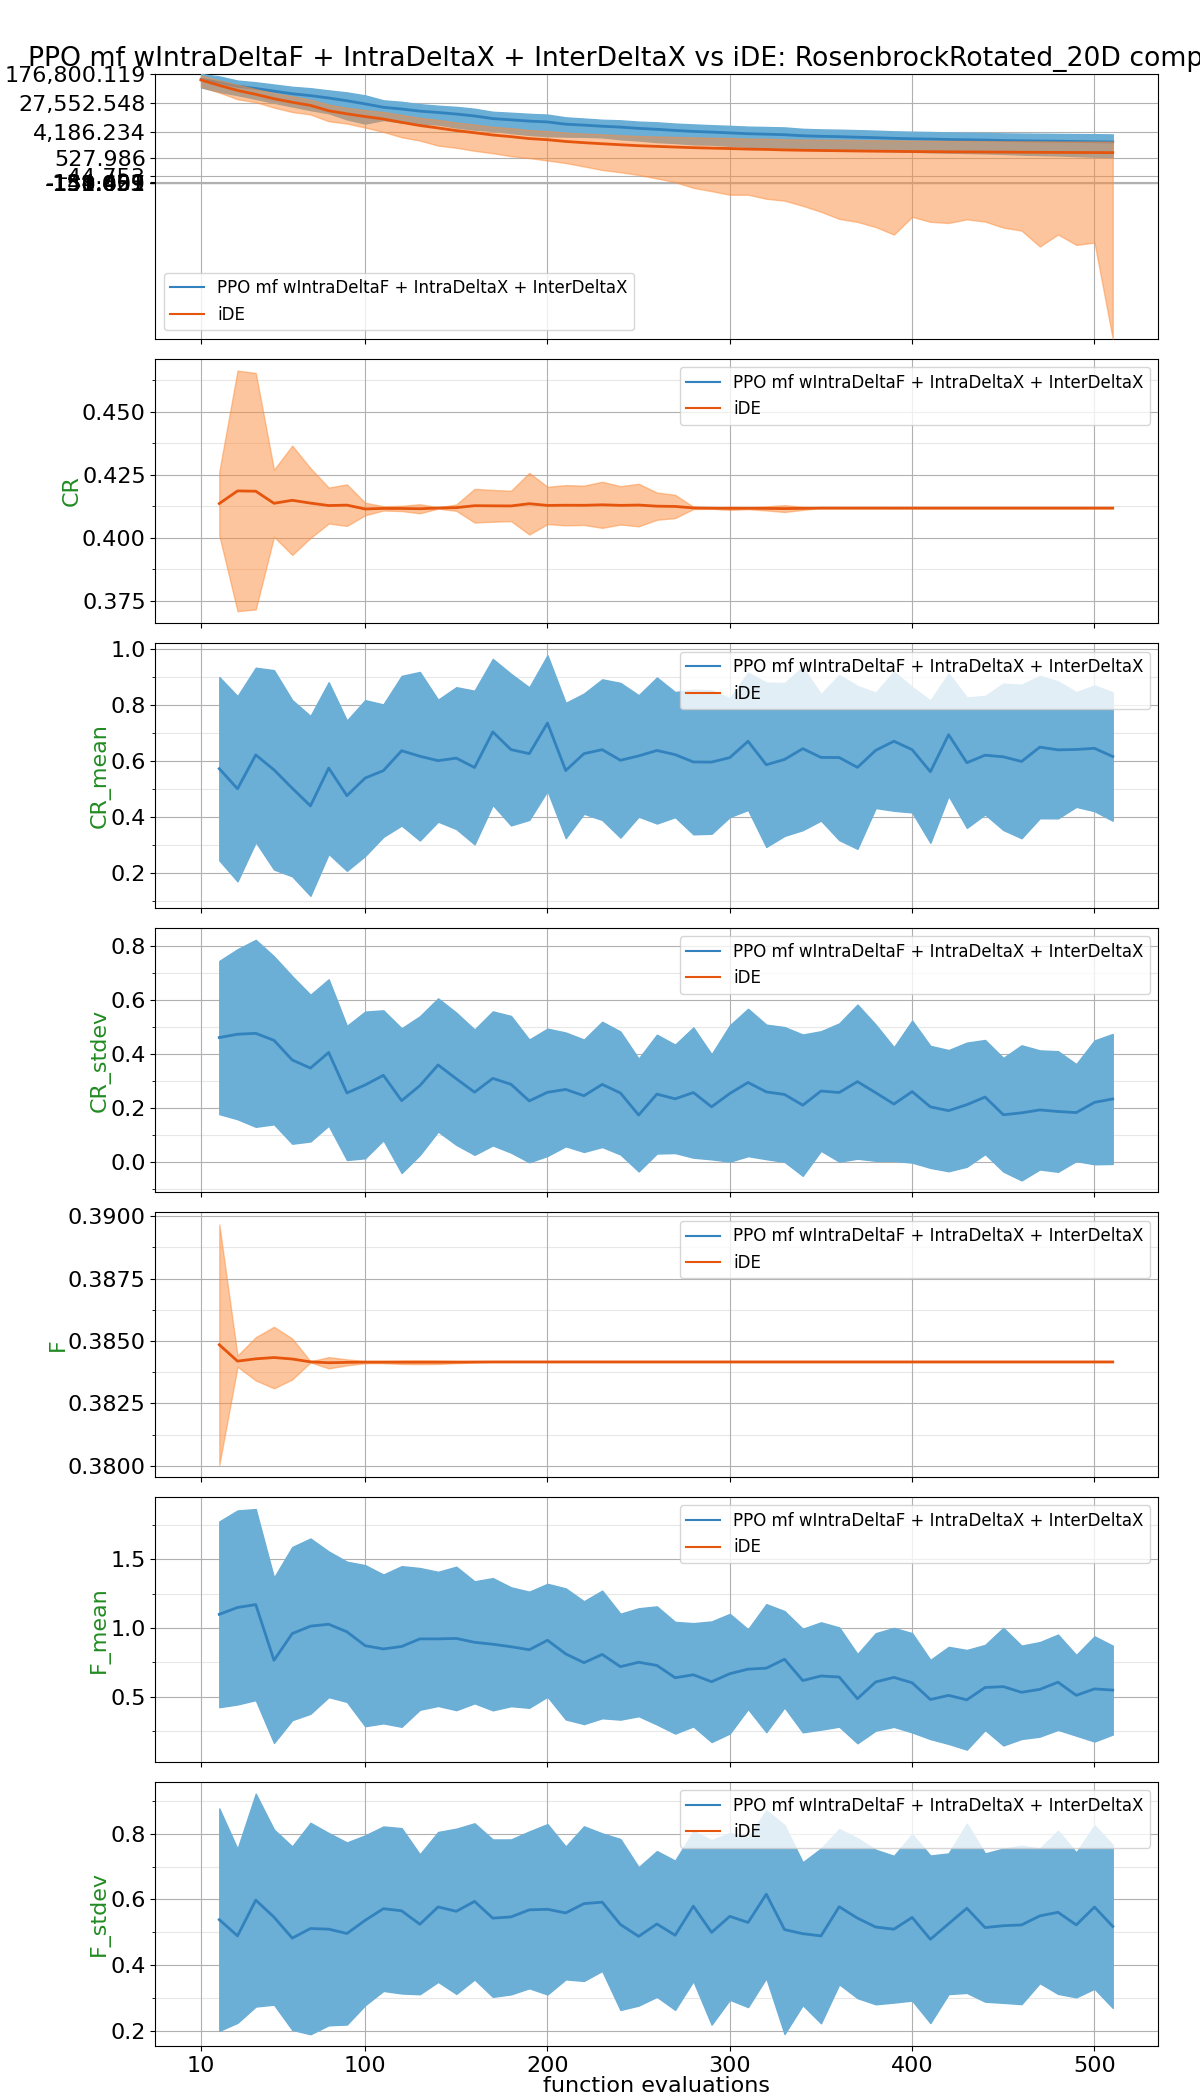 PPO mf wIntraDeltaF + IntraDeltaX + InterDeltaX vs iDE: RosenbrockRotated_20D comp
176,800.119
27,552.548
4,186.234
527.986
PPO mf wIntraDeltaF + IntraDeltaX + InterDeltaX
iDE
CR
0.450
0.425
0.400
0.375
PPO mf wIntraDeltaF + IntraDeltaX + InterDeltaX
iDE
CR_mean
1.0
0.8
0.6
0.4
0.2
PPO mf wIntraDeltaF + IntraDeltaX + InterDeltaX
iDE
CR_stdev
0.8
0.6
0.4
0.2
0.0
PPO mf wIntraDeltaF + IntraDeltaX + InterDeltaX
iDE
F
0.3900
0.3875
0.3850
0.3825
0.3800
PPO mf wIntraDeltaF + IntraDeltaX + InterDeltaX
iDE
F_mean
1.5
1.0
0.5
PPO mf wIntraDeltaF + IntraDeltaX + InterDeltaX
iDE
F_stdev
0.8
0.6
0.4
0.2
PPO mf wIntraDeltaF + IntraDeltaX + InterDeltaX
iDE
10 100 200 300 400 500
function evaluations